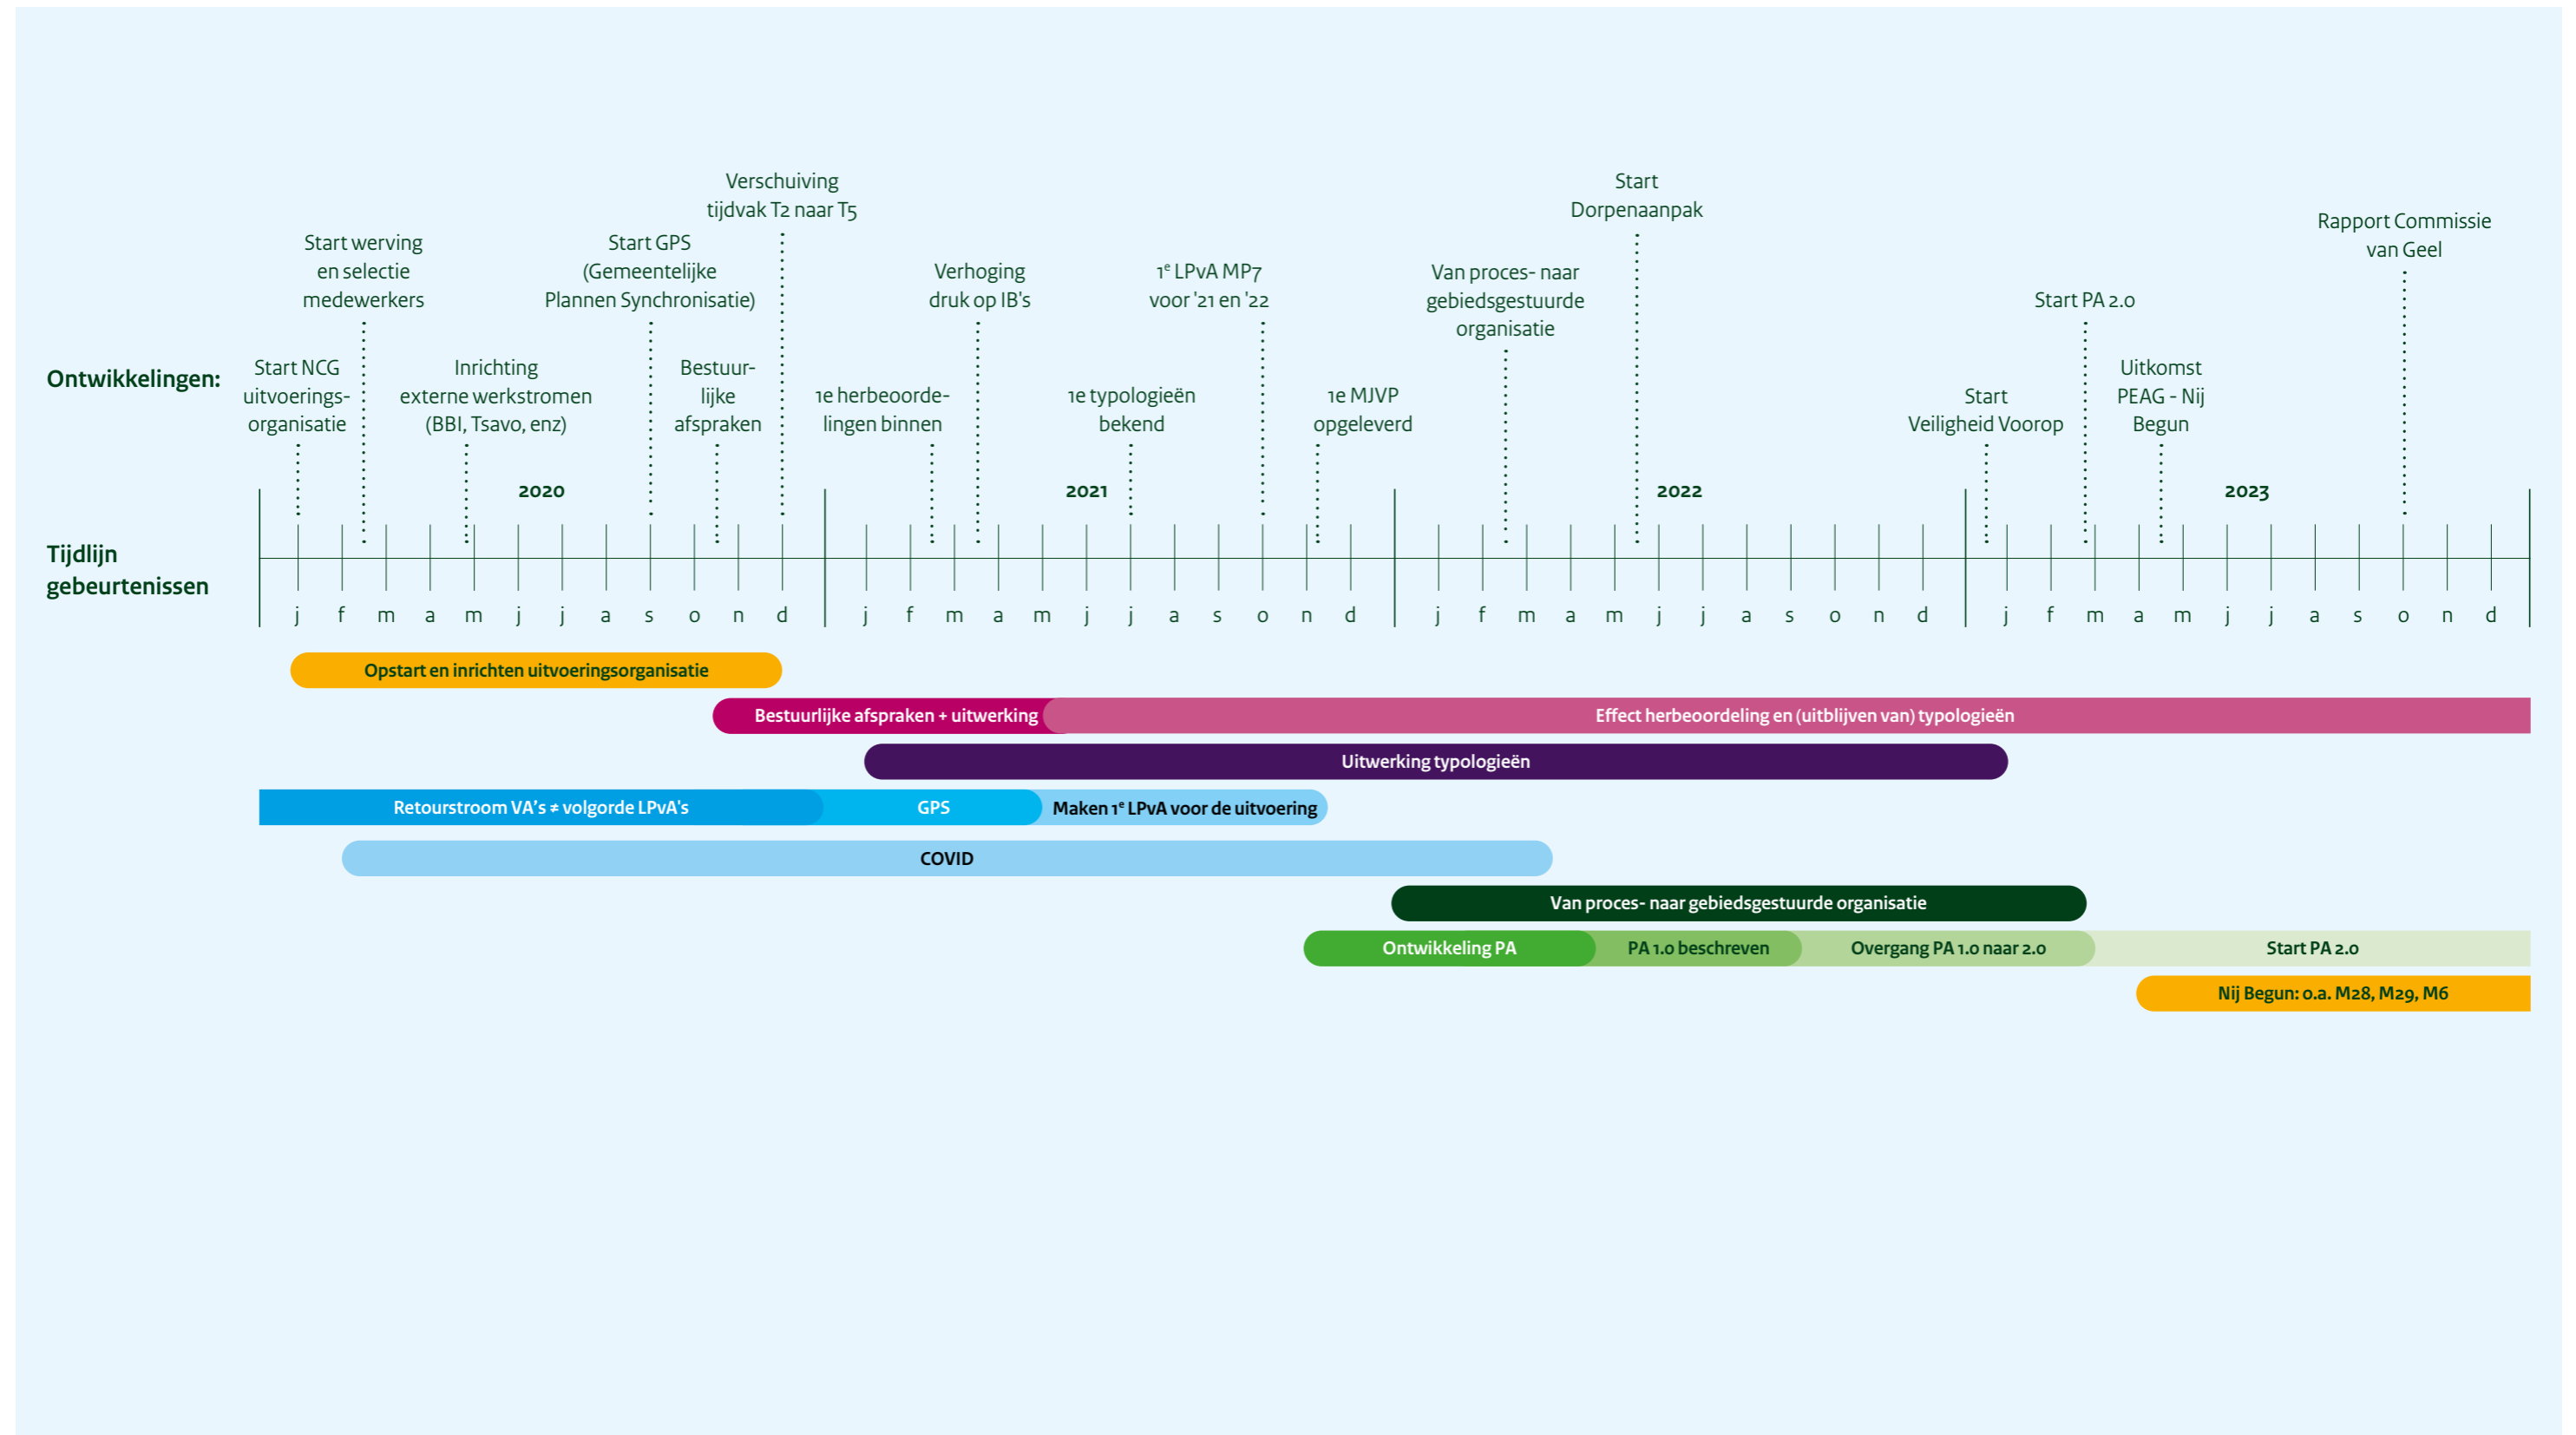 Verschuiving
tijdvak T2 naar T5
Start
Dorpenaanpak
Rapport Commissie
van Geel
Start werving
en selectie
medewerkers
Start GPS
(Gemeentelijke
Plannen Synchronisatie)
Verhoging
druk op IB's
1e LPvA MP7
voor '21 en '22
Van proces- naar
gebiedsgestuurde
organisatie
Start PA 2.0
Ontwikkelingen:
Start NCG
uitvoerings-
organisatie
Inrichting
externe werkstromen
(BBI, Tsavo, enz)
Bestuur-
lijke
afspraken
1e herbeoorde-
lingen binnen
1e typologieën
bekend
1e MJVP
opgeleverd
Start
Veiligheid Voorop
Uitkomst
PEAG - Nij
Begun
2020 2021 2022 2023
Tijdlijn
gebeurtenissen
j f m a m j j a s o n d j f m a m j j a s o n d j f m a m j j a s o n d j f m a m j j a s o n d
Opstart en inrichten uitvoeringsorganisatie
Bestuurlijke afspraken + uitwerking Effect herbeoordeling en (uitblijven van) typologieën
Uitwerking typologieën
Retourstroom VA's ≠ volgorde LPvA's GPS Maken 1e LPvA voor de uitvoering
COVID
Van proces- naar gebiedsgestuurde organisatie
Ontwikkeling PA PA 1.0 beschreven Overgang PA 1.0 naar 2.0 Start PA 2.0
Nij Begun: o.a. M28, M29, M6